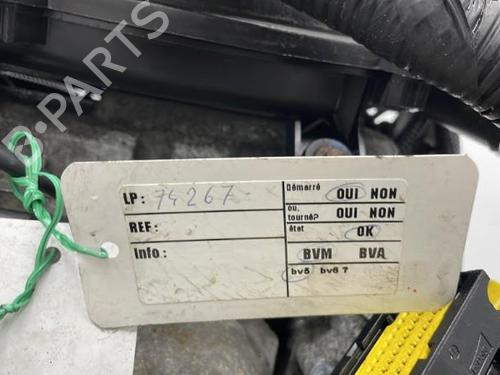 B-PARTS
LP: 74267
REF:
Info:
Démarré OUI NON
ou, tourné? OUI NON
état OK
BVM BVA
bv5 bv6 ?